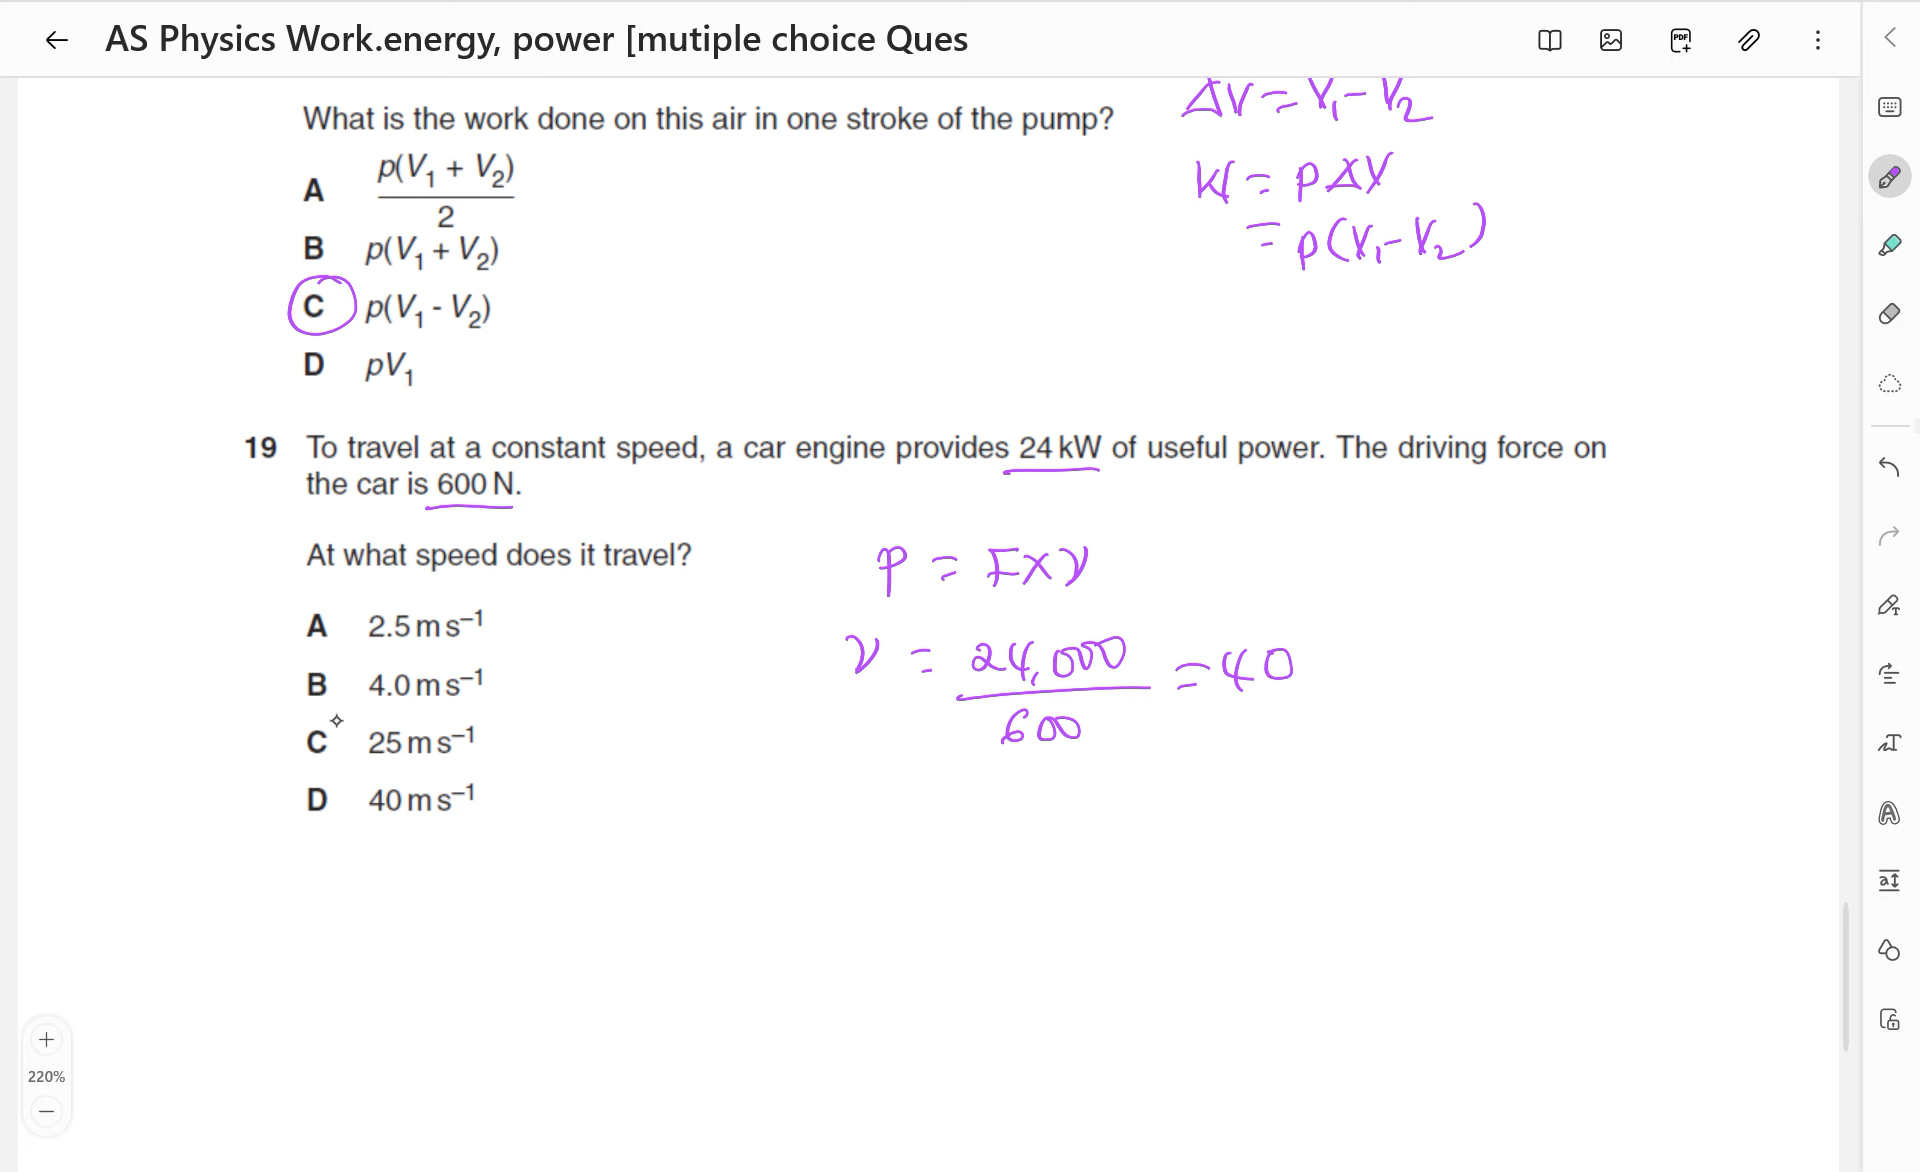 AS Physics Work.energy, power [mutiple choice Ques
What is the work done on this air in one stroke of the pump?
A p(V₁ + V₂) / 2
B p(V₁ + V₂)
C p(V₁ - V₂)
D pV₁
ΔV = V₁ - V₂
W = PΔV
= P(V₁ - V₂)
19 To travel at a constant speed, a car engine provides 24 kW of useful power. The driving force on
the car is 600 N.
At what speed does it travel?
A 2.5 m s⁻¹
B 4.0 m s⁻¹
C 25 m s⁻¹
D 40 m s⁻¹
P = F x v
v = 24,000 / 600 = 40
220%